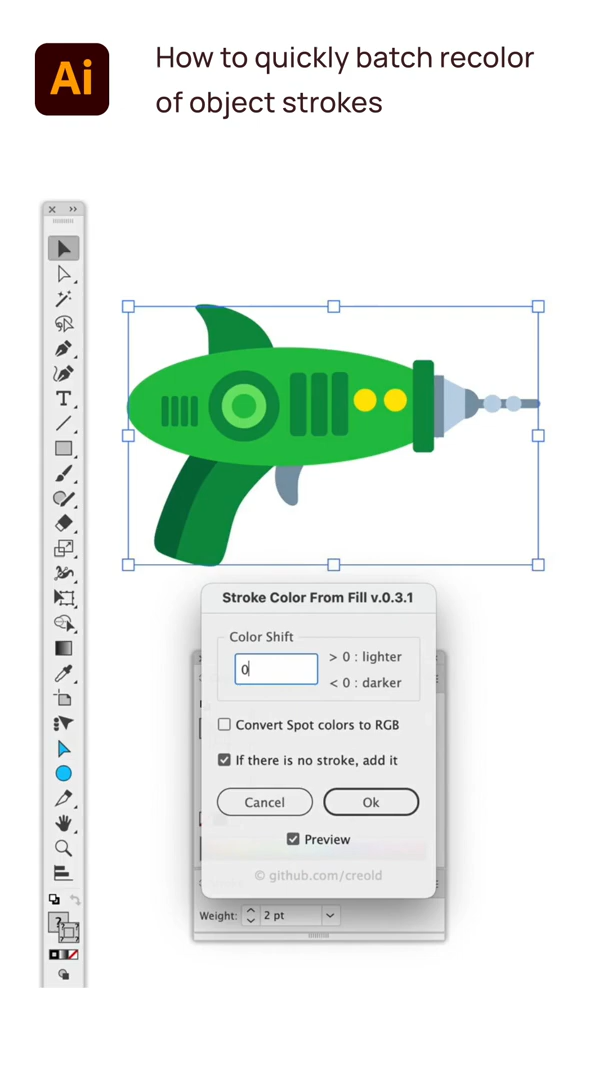 Ai
How to quickly batch recolor
of object strokes
T
Stroke Color From Fill v.0.3.1
Color Shift
0
> 0 : lighter
< 0 : darker
Convert Spot colors to RGB
If there is no stroke, add it
Cancel
Ok
Preview
© github.com/creold
?
Weight:
2 pt